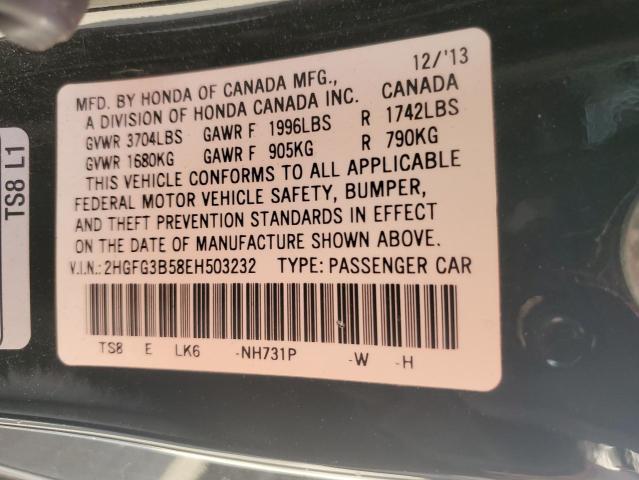 12/'13
MFD. BY HONDA OF CANADA MFG., CANADA
A DIVISION OF HONDA CANADA INC.
GVWR 3704LBS GAWR F 1996LBS R 1742LBS
GVWR 1680KG GAWR F 905KG R 790KG
THIS VEHICLE CONFORMS TO ALL APPLICABLE
FEDERAL MOTOR VEHICLE SAFETY, BUMPER,
AND THEFT PREVENTION STANDARDS IN EFFECT
ON THE DATE OF MANUFACTURE SHOWN ABOVE.
V.I.N.: 2HGFG3B58EH503232 TYPE: PASSENGER CAR
TS8 E LK6 -NH731P -W -H
TS8 L1